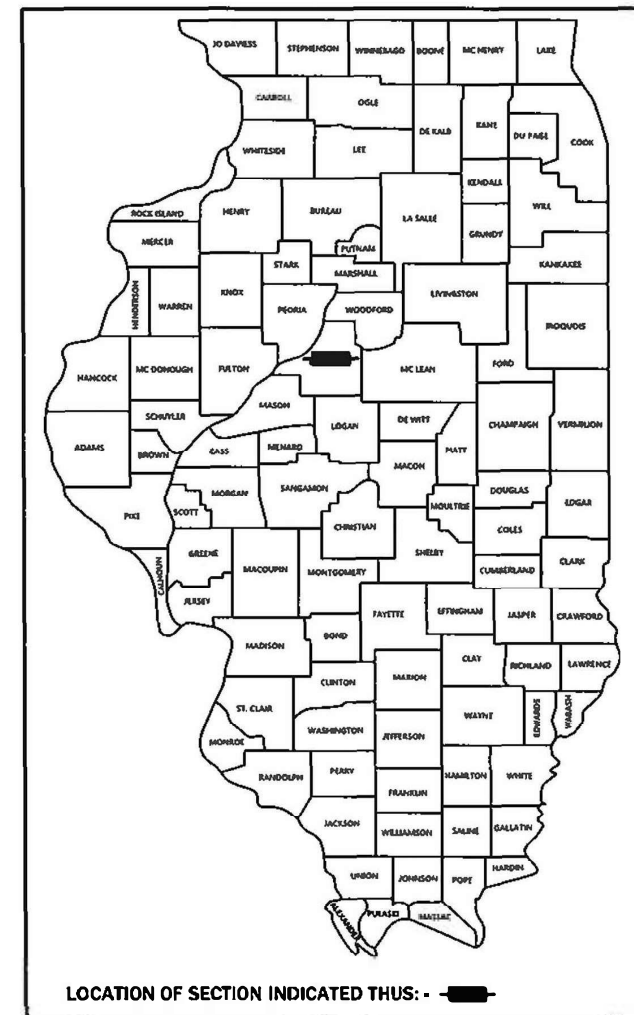 JO DAVIESS STEPHENSON WINNEBAGO BOONE MC HENRY LAKE
CARROLL OGLE DE KALB KANE DU PAGE COOK
WHITESIDE LEE KENDALL WILL
ROCK ISLAND HENRY BUREAU LA SALLE GRUNDY
MERCER PUTNAM KANKAKEE
STARK MARSHALL
HENDERSON WARREN KNOX PEORIA WOODFORD LIVINGSTON IROQUOIS
HANCOCK MC DONOUGH FULTON MC LEAN FORD
MASON
SCHUYLER LOGAN DE WITT CHAMPAIGN VERMILION
ADAMS BROWN CASS MENARD MACON PIATT
PIKE SCOTT MORGAN SANGAMON MOULTRIE DOUGLAS EDGAR
CHRISTIAN COLES
CALHOUN GREENE MACOUPIN MONTGOMERY SHELBY CUMBERLAND CLARK
JERSEY FAYETTE EFFINGHAM JASPER CRAWFORD
MADISON BOND CLAY RICHLAND LAWRENCE
CLINTON MARION
ST. CLAIR WASHINGTON JEFFERSON WAYNE EDWARDS WABASH
MONROE
RANDOLPH PERRY HAMILTON WHITE
FRANKLIN
JACKSON WILLIAMSON SALINE GALLATIN
UNION JOHNSON POPE HARDIN
ALEXANDER PULASKI MASSAC
LOCATION OF SECTION INDICATED THUS: -